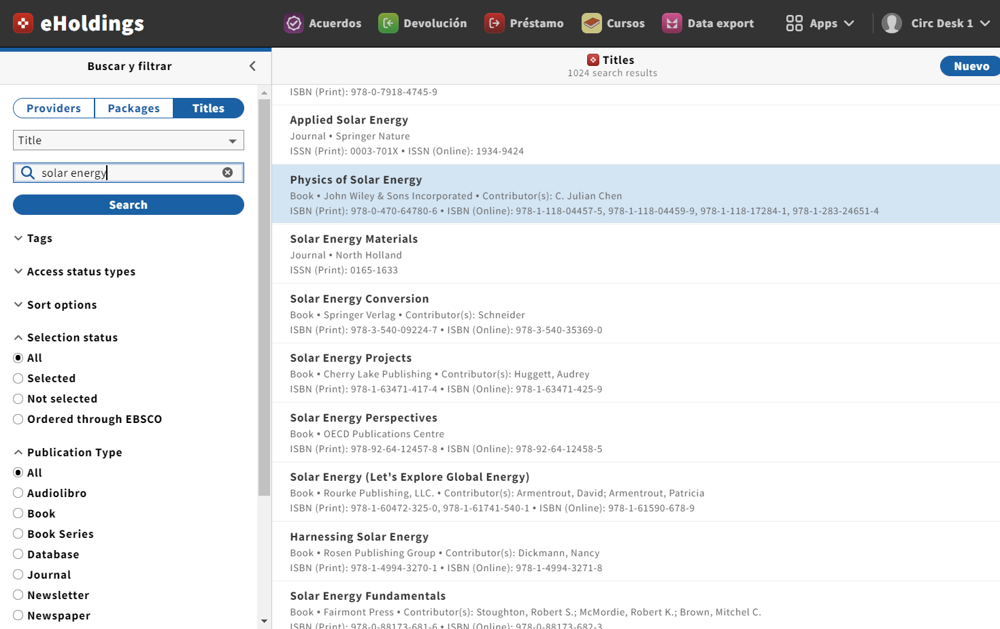 eHoldings
Acuerdos
Devolución
Préstamo
Cursos
Data export
Apps
Circ Desk 1
Buscar y filtrar
Titles
1024 search results
Nuevo
Providers
Packages
Titles
Title
solar energy
Search
Tags
Access status types
Sort options
Selection status
All
Selected
Not selected
Ordered through EBSCO
Publication Type
All
Audiolibro
Book
Book Series
Database
Journal
Newsletter
Newspaper
ISBN (Print): 978-0-7918-4745-9
Applied Solar Energy
Journal • Springer Nature
ISSN (Print): 0003-701X • ISSN (Online): 1934-9424
Physics of Solar Energy
Book • John Wiley & Sons Incorporated • Contributor(s): C. Julian Chen
ISBN (Print): 978-0-470-64780-6 • ISBN (Online): 978-1-118-04457-5, 978-1-118-04459-9, 978-1-118-17284-1, 978-1-283-24651-4
Solar Energy Materials
Journal • North Holland
ISSN (Print): 0165-1633
Solar Energy Conversion
Book • Springer Verlag • Contributor(s): Schneider
ISBN (Print): 978-3-540-09224-7 • ISBN (Online): 978-3-540-35369-0
Solar Energy Projects
Book • Cherry Lake Publishing • Contributor(s): Huggett, Audrey
ISBN (Print): 978-1-63471-417-4 • ISBN (Online): 978-1-63471-425-9
Solar Energy Perspectives
Book • OECD Publications Centre
ISBN (Print): 978-92-64-12457-8 • ISBN (Online): 978-92-64-12458-5
Solar Energy (Let's Explore Global Energy)
Book • Rourke Publishing, LLC. • Contributor(s): Armentrout, David; Armentrout, Patricia
ISBN (Print): 978-1-60472-325-0, 978-1-61741-540-1 • ISBN (Online): 978-1-61590-678-9
Harnessing Solar Energy
Book • Rosen Publishing Group • Contributor(s): Dickmann, Nancy
ISBN (Print): 978-1-4994-3270-1 • ISBN (Online): 978-1-4994-3271-8
Solar Energy Fundamentals
Book • Fairmont Press • Contributor(s): Stoughton, Robert S.; McMordie, Robert K.; Brown, Mitchel C.
ISBN (Print): 978-0-88173-681-6 • ISBN (Online): 978-0-88173-682-3